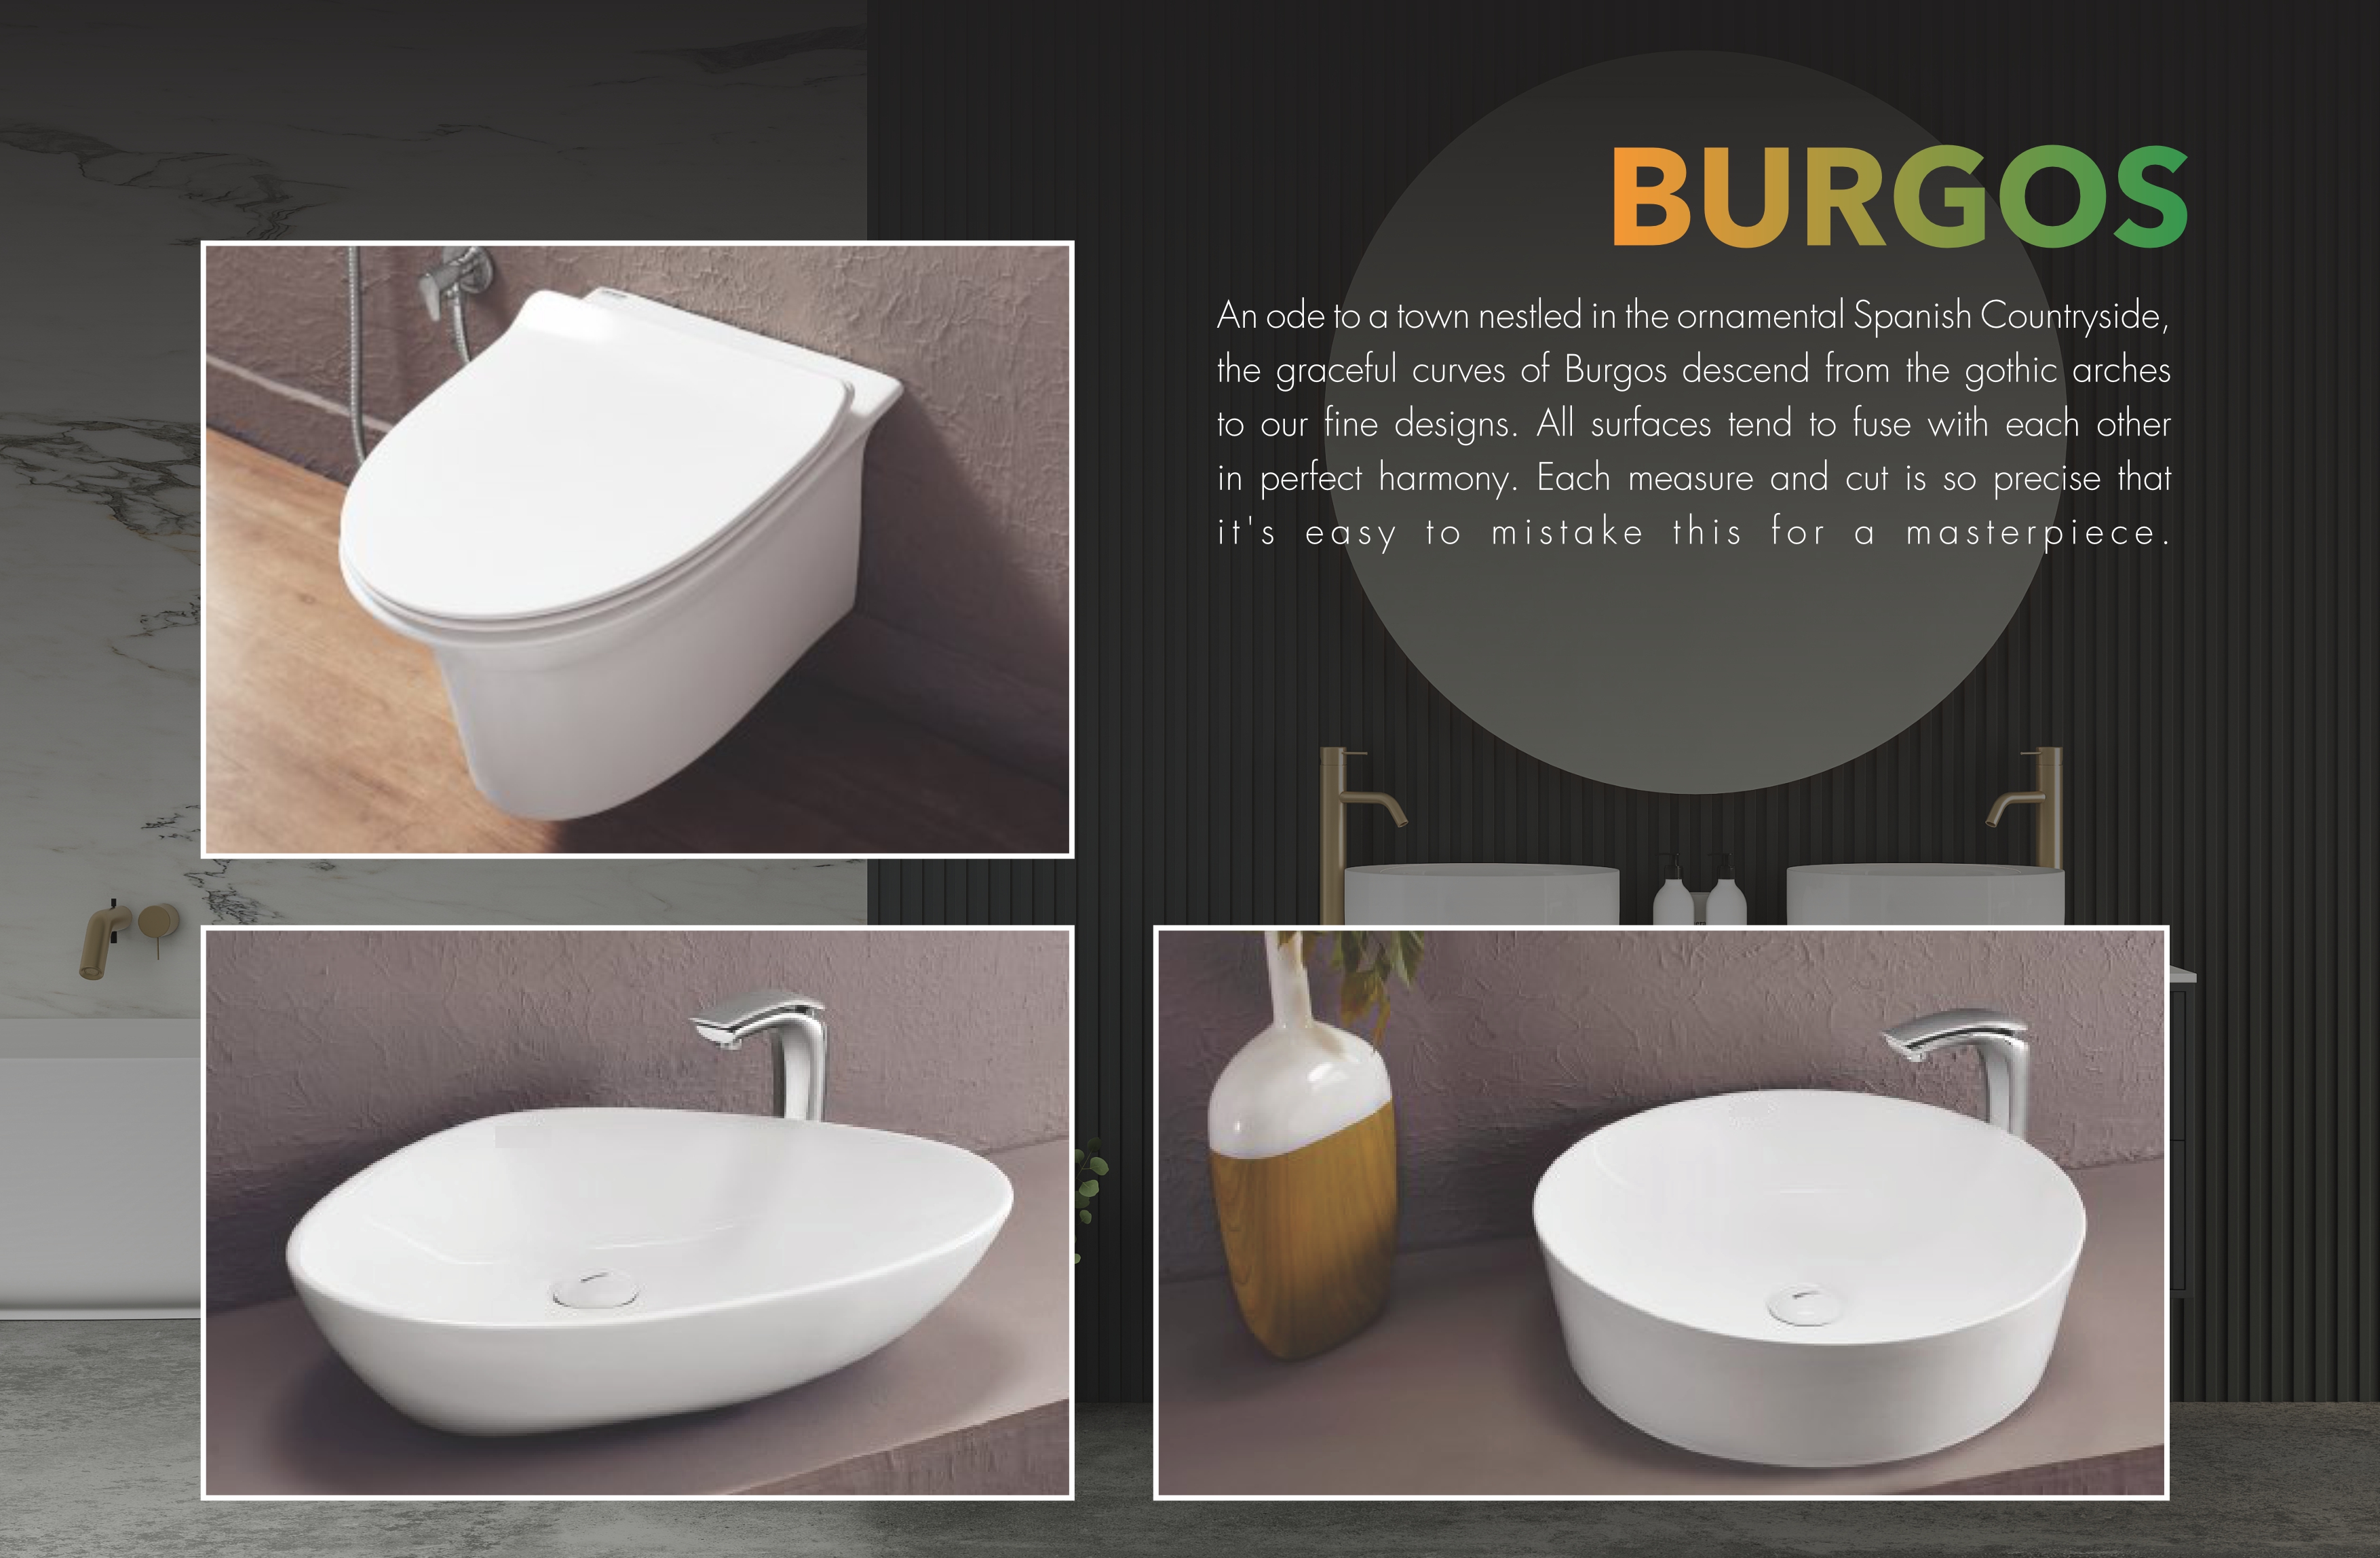 BURGOS
An ode to a town nestled in the ornamental Spanish Countryside,
the graceful curves of Burgos descend from the gothic arches
to our fine designs. All surfaces tend to fuse with each other
in perfect harmony. Each measure and cut is so precise that
it's easy to mistake this for a masterpiece.